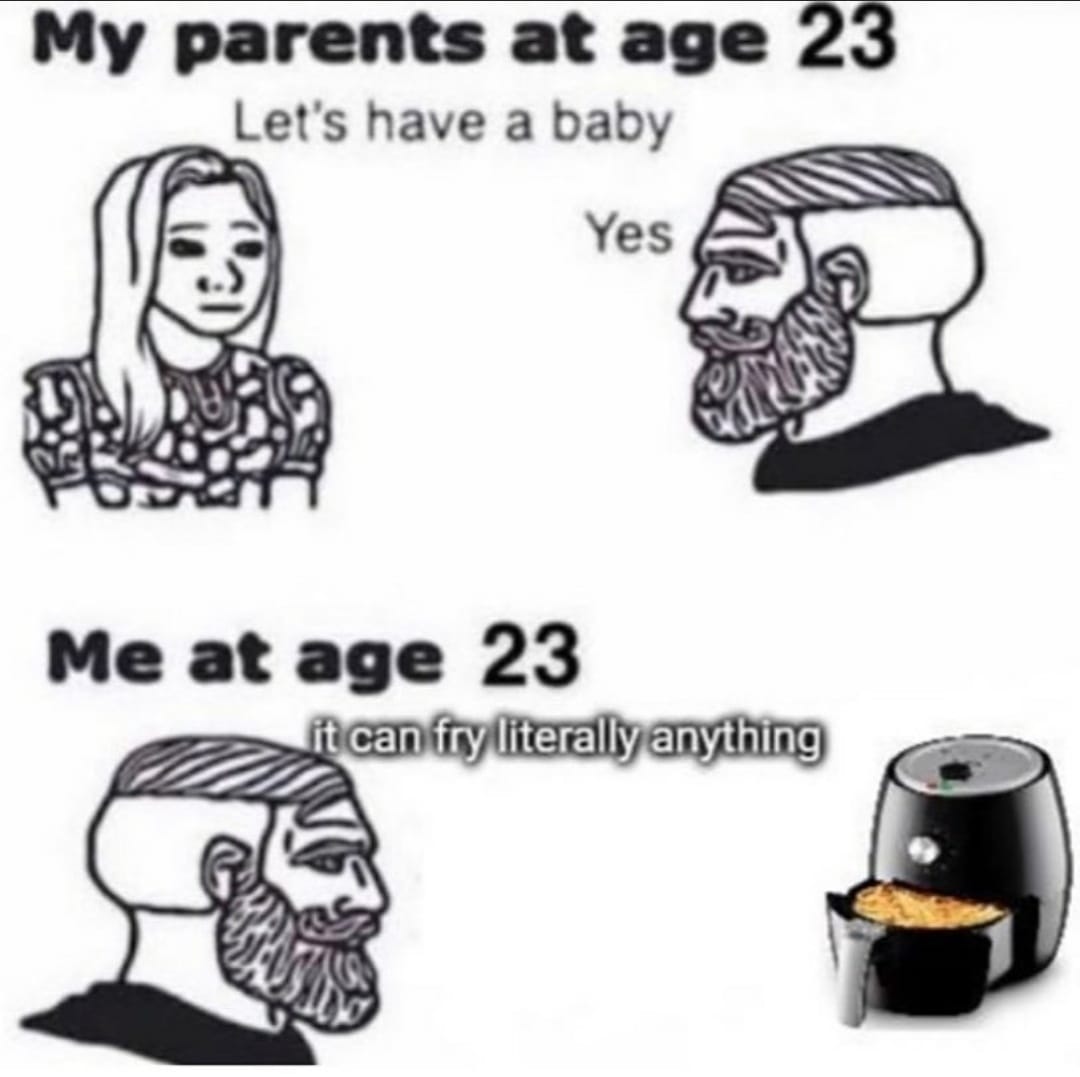 My parents at age 23
Let's have a baby
Yes
Me at age 23
it can fry literally anything